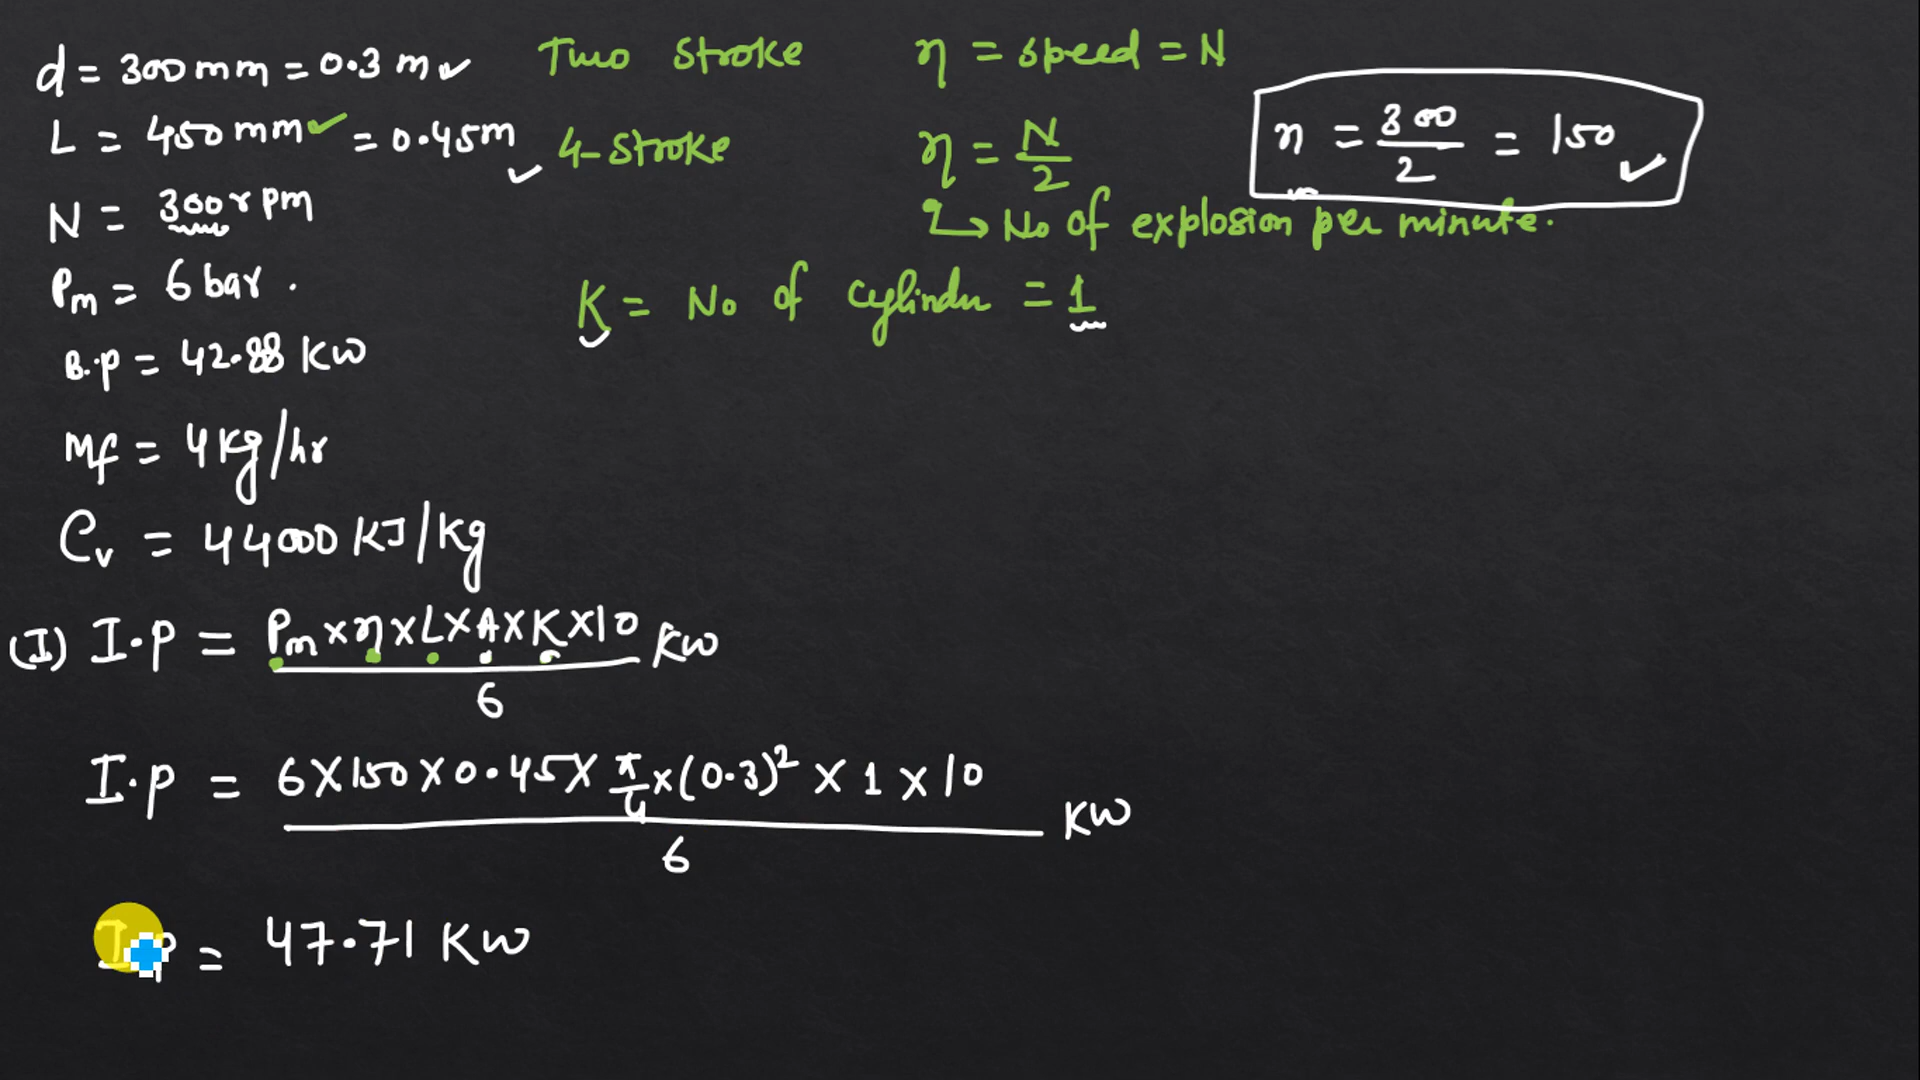 d = 300 mm = 0.3 m
L = 450 mm = 0.45m
N = 300 rpm
Pm = 6 bar .
B.p = 42.88 KW
Mf = 4 Kg/hr
Cv = 44000 KJ/Kg
Two Stroke η = speed = N
4-Stroke η = N/2
No of explosion per minute.
n = 300/2 = 150
K = No of cylinder = 1
(I) I.p = Pm × η × L × A × K × 10 / 6 KW
I.p = 6 × 150 × 0.45 × π/4 × (0.3)² × 1 × 10 / 6 KW
I.p = 47.71 KW